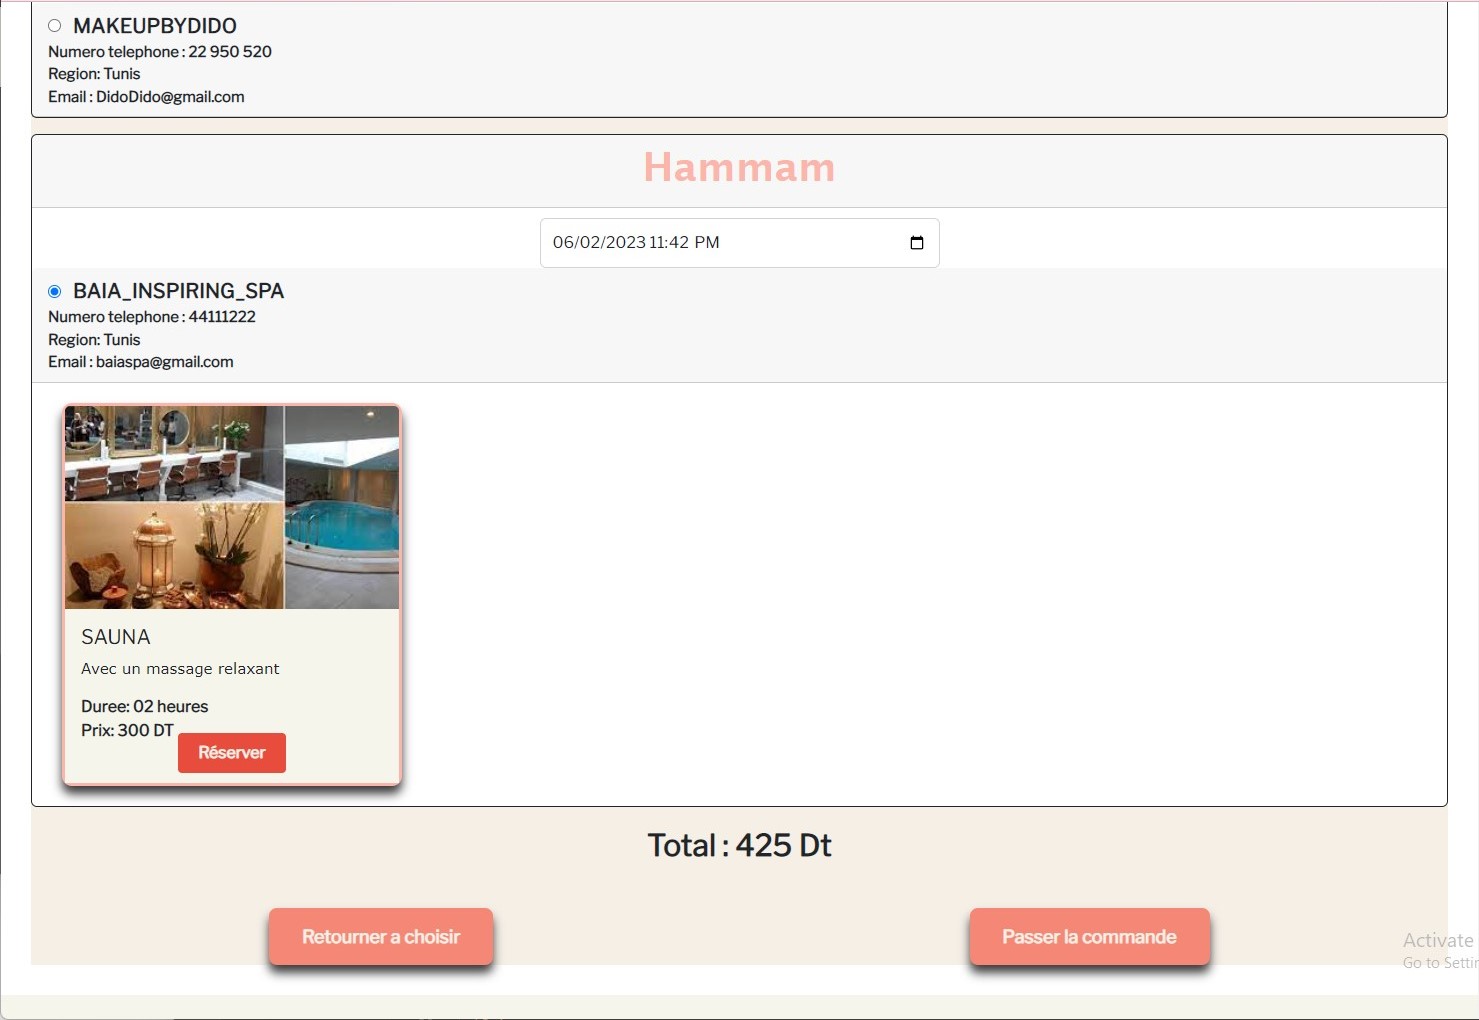 MAKEUPBYDIDO
Numero telephone : 22 950 520
Region: Tunis
Email : DidoDido@gmail.com
Hammam
06/02/2023 11:42 PM
BAIA_INSPIRING_SPA
Numero telephone : 44111222
Region: Tunis
Email : baiaspa@gmail.com
SAUNA
Avec un massage relaxant
Duree: 02 heures
Prix: 300 DT
Réserver
Total : 425 Dt
Retourner a choisir
Passer la commande
Activate
Go to Settin